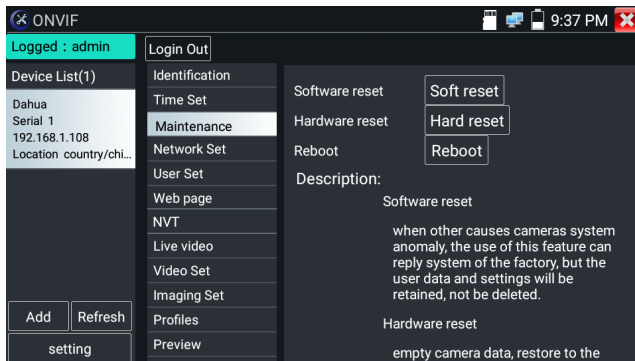 ONVIF
9:37 PM
Logged : admin
Login Out
Device List(1)
Dahua
Serial 1
192.168.1.
108
Location country/chi...
Add
Refresh
setting
Identification
Time Set
Maintenance
Network Set
User Set
Web page
NVT
Live video
Video Set
Imaging Set
Profiles
Preview
Software reset
Soft reset
Hardware reset
Hard reset
Reboot
Reboot
Description:
Software reset
when other causes cameras system
anomaly, the use of this feature can
reply system of the factory, but the
user data and settings will be
retained, not be deleted.
Hardware reset
empty camera data, restore to the